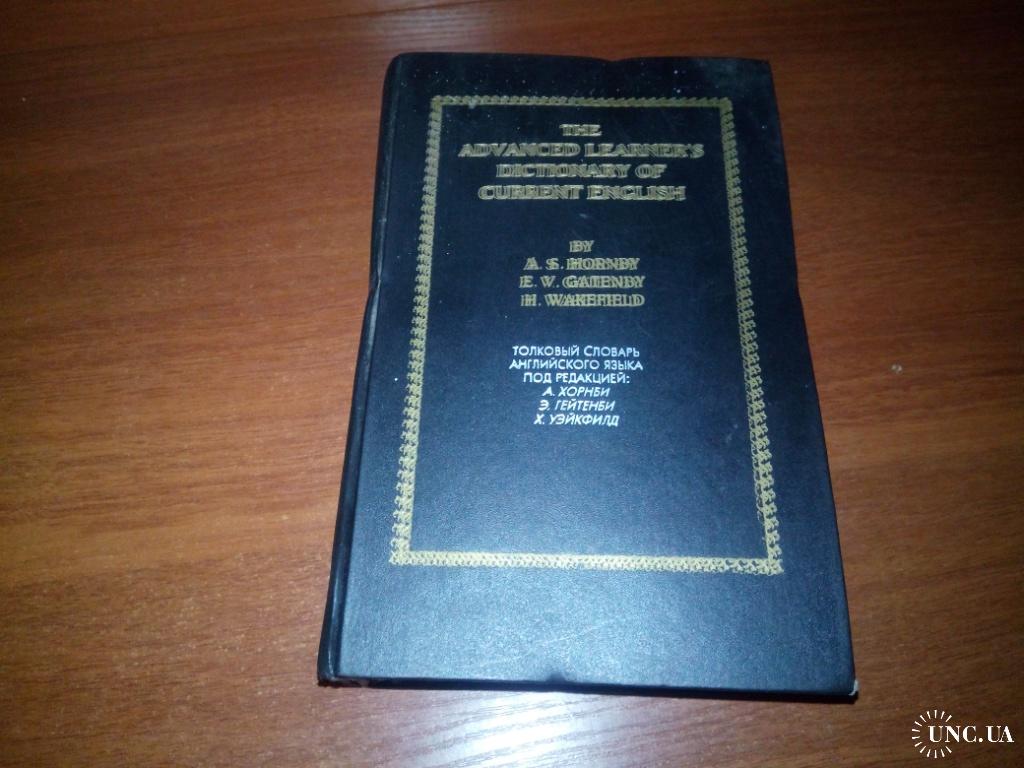 THE
ADVANCED LEARNER'S
DICTIONARY OF
CURRENT ENGLISH
BY
A. S. HORNBY
E. W. GATENBY
H. WAKEFIELD
ТОЛКОВЫЙ СЛОВАРЬ
АНГЛИЙСКОГО ЯЗЫКА
ПОД РЕДАКЦИЕЙ:
А. ХОРНБИ
Э. ГЕЙТЕНБИ
Х. УЭЙКФИЛД
UNC.UA